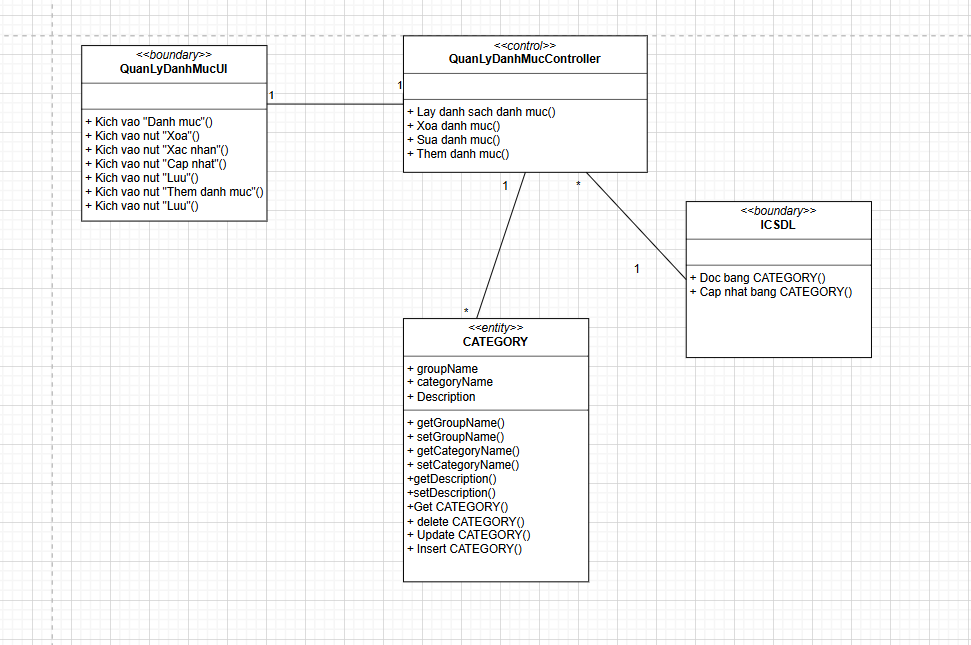 <<boundary>>
QuanLyDanhMucUI
+ Kich vao "Danh muc"()
+ Kich vao nut "Xoa"()
+ Kich vao nut "Xac nhan"()
+ Kich vao nut "Cap nhat"()
+ Kich vao nut "Luu"()
+ Kich vao nut "Them danh muc"()
+ Kich vao nut "Luu"()
1
1
<<control>>
QuanLyDanhMucController
+ Lay danh sach danh muc()
+ Xoa danh muc()
+ Sua danh muc()
+ Them danh muc()
1
*
*
1
<<boundary>>
ICSDL
+ Doc bang CATEGORY()
+ Cap nhat bang CATEGORY()
<<entity>>
CATEGORY
+ groupName
+ categoryName
+ Description
+ getGroupName()
+ setGroupName()
+ getCategoryName()
+ setCategoryName()
+getDescription()
+setDescription()
+Get CATEGORY()
+ delete CATEGORY()
+ Update CATEGORY()
+ Insert CATEGORY()